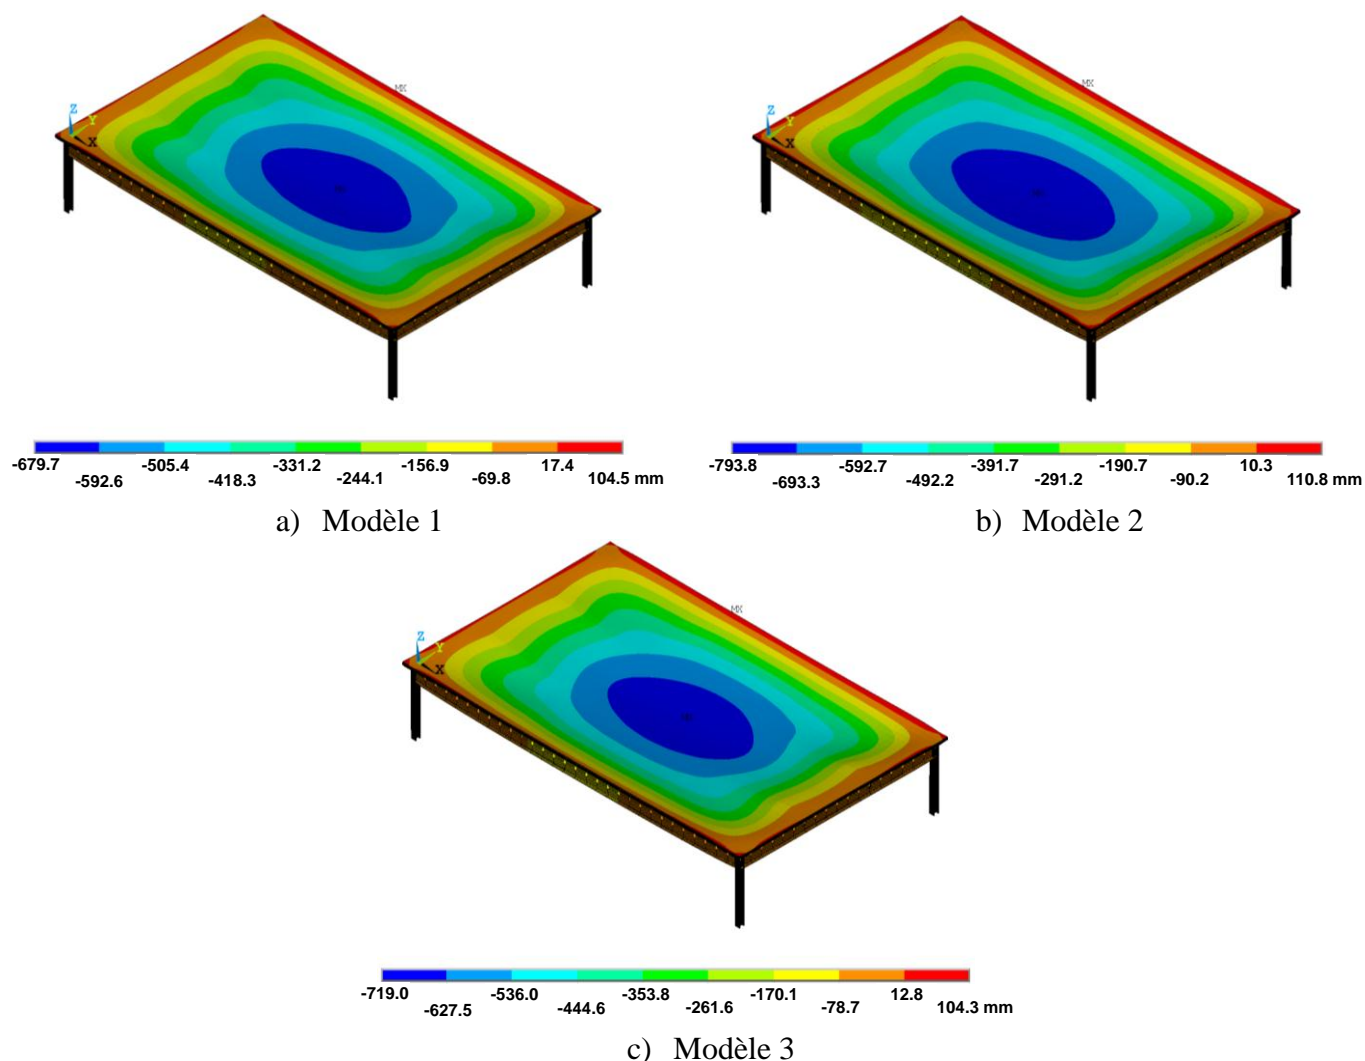 MX
Z
Y
X
-679.7 -505.4 -331.2 -156.9 17.4
-592.6 -418.3 -244.1 -69.8 104.5 mm
a) Modèle 1
MX
Z
Y
X
-793.8 -592.7 -391.7 -190.7 10.3
-693.3 -492.2 -291.2 -90.2 110.8 mm
b) Modèle 2
MX
Z
Y
X
-719.0 -536.0 -353.8 -170.1 12.8
-627.5 -444.6 -261.6 -78.7 104.3 mm
c) Modèle 3